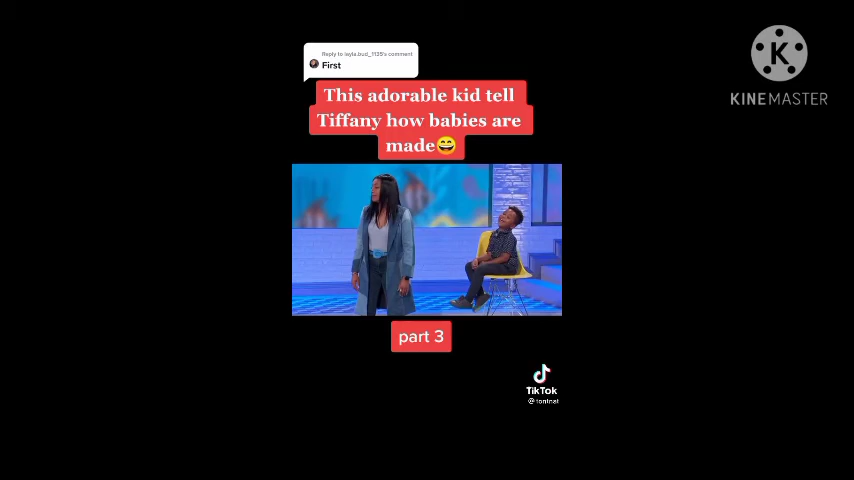 Reply to layla.bud_1135's comment
First
This adorable kid tell
Tiffany how babies are
made😄
part 3
TikTok
@tontnat
K
KINEMASTER